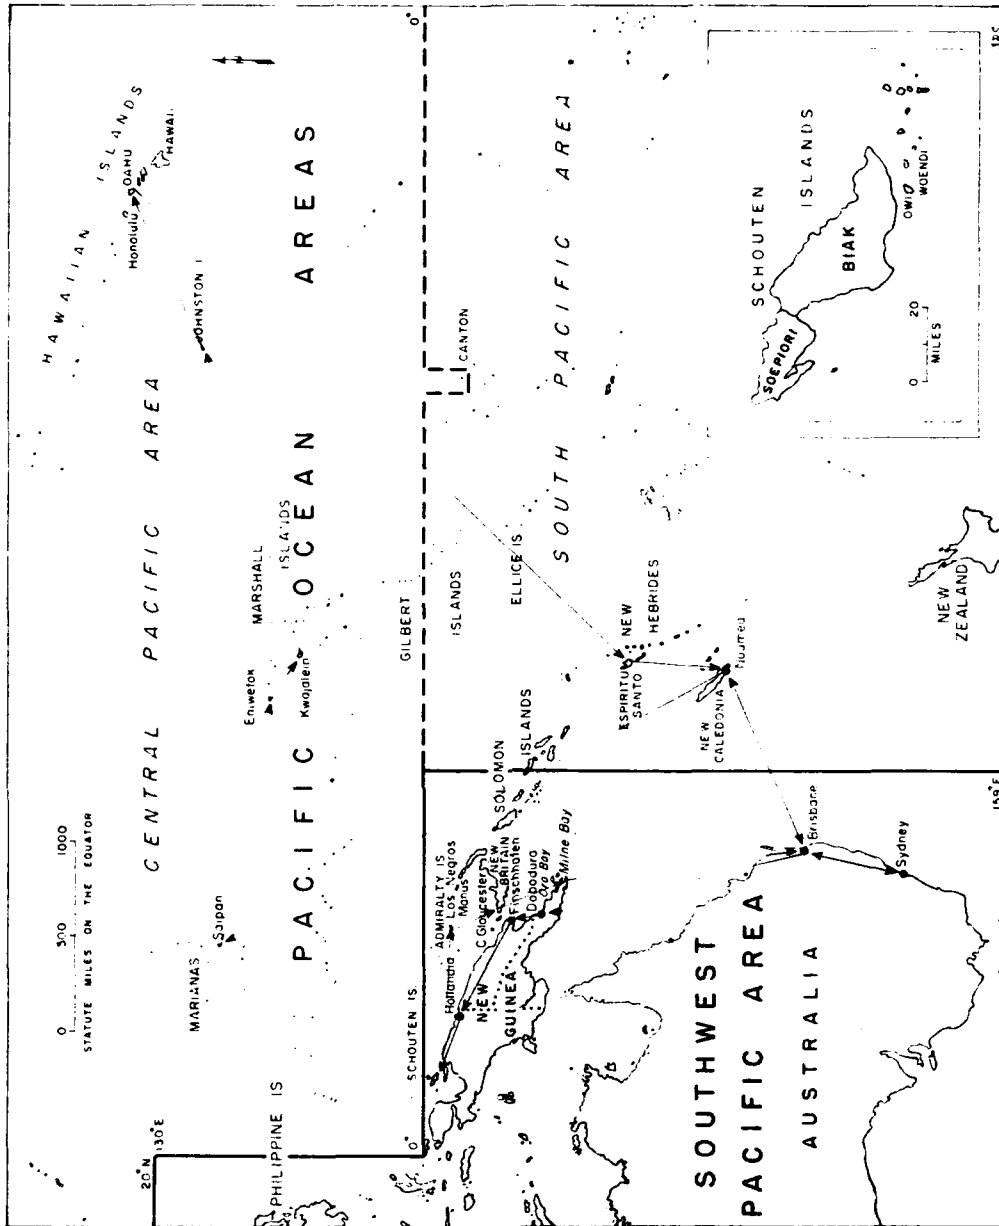 HAWAIIAN ISLANDS
Honolulu
OAHU
HAWAII
JOHNSTON I
0°
CENTRAL PACIFIC AREA
PACIFIC OCEAN AREAS
MARSHALL
ISLANDS
Eniwetok
Kwajalein
0 500 1000
STATUTE MILES ON THE EQUATOR
MARIANAS
Saipan
20°N
130°E
PHILIPPINE IS
0°
CANTON
GILBERT
ISLANDS
ELLICE IS
SOUTH PACIFIC AREA
SCHOUTEN IS
Hollandia
ADMIRALTY IS
Los Negros
Manus
C Gloucester
NEW
BRITAIN
Finschhafen
Dobodura
Oro Bay
Milne Bay
NEW
GUINEA
SOLOMON
ISLANDS
ESPIRITU
SANTO
NEW
HEBRIDES
NEW
CALEDONIA
Noumea
NEW
ZEALAND
SOUTHWEST
PACIFIC AREA
AUSTRALIA
Brisbane
Sydney
159°E
SCHOUTEN
ISLANDS
SOEPIORI
BIAK
OWI
WOENDI
0 20
MILES